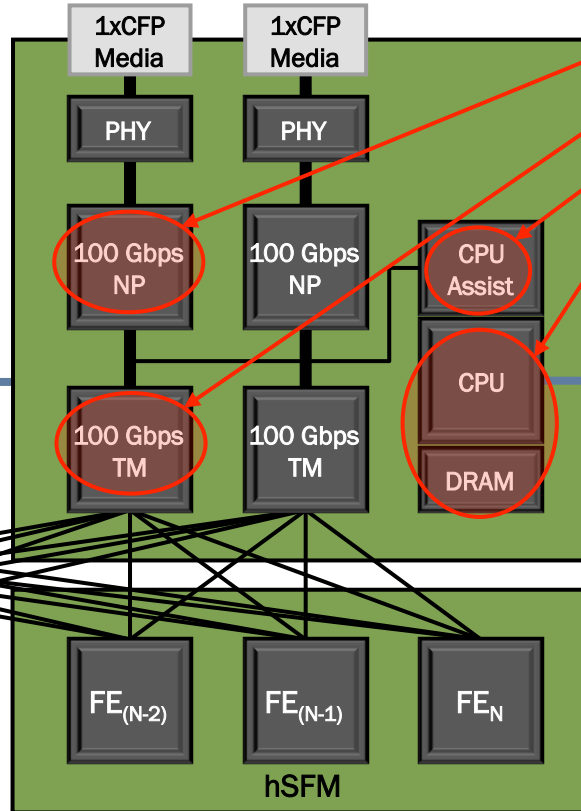 1xCFP
Media
1xCFP
Media
PHY
PHY
100 Gbps
NP
100 Gbps
NP
CPU
Assist
CPU
100 Gbps
TM
100 Gbps
TM
DRAM
FE(N-2)
FE(N-1)
FEN
hSFM